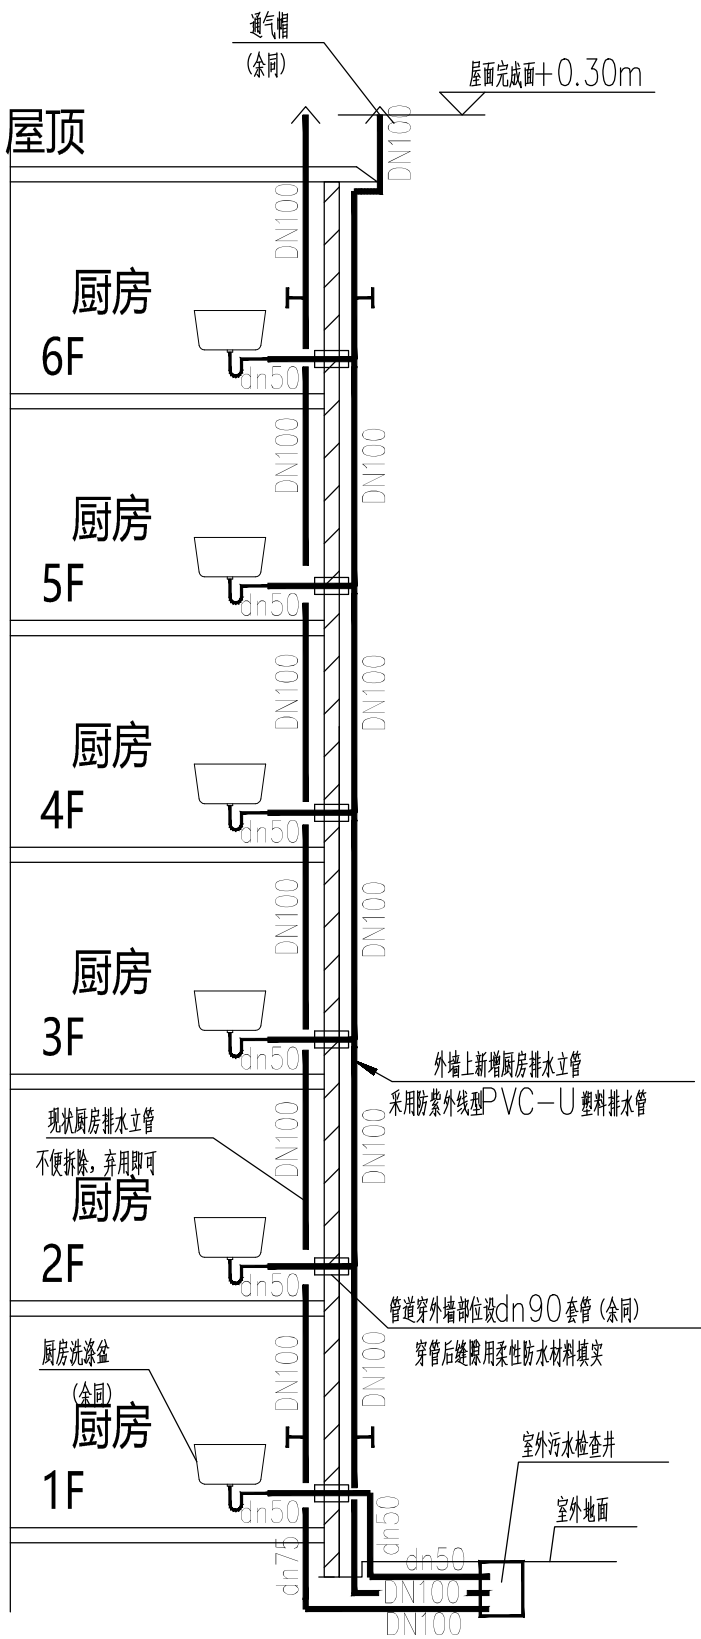 通气帽
(余同)
屋面完成面+0.30m
屋顶
DN100
DN100
厨房
6F
dn50
DN100
DN100
厨房
5F
dn50
DN100
DN100
厨房
4F
dn50
DN100
DN100
厨房
3F
dn50
外墙上新增厨房排水立管
采用防紫外线型PVC-U塑料排水管
现状厨房排水立管
不便拆除，弃用即可
DN100
DN100
厨房
2F
dn50
管道穿外墙部位设dn90套管(余同)
穿管后缝隙用柔性防水材料填实
厨房洗涤盆
(余同)
DN100
DN100
厨房
1F
dn50
室外污水检查井
室外地面
dn50
dn75
dn50
DN100
DN100